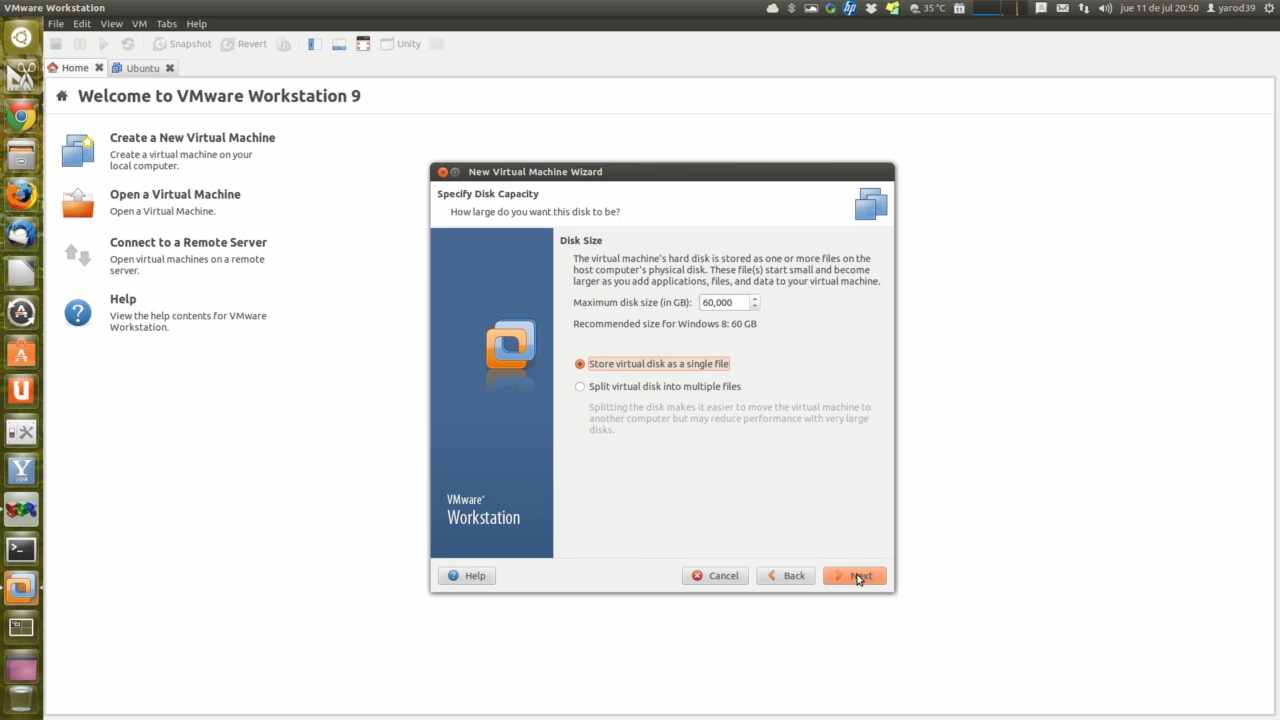 VMware Workstation
35 °C
jue 11 de jul 20:50
yarod39
File Edit View VM Tabs Help
Snapshot Revert Unity
Home Ubuntu
Welcome to VMware Workstation 9
Create a New Virtual Machine
Create a virtual machine on your
local computer.
Open a Virtual Machine
Open a Virtual Machine.
Connect to a Remote Server
Open virtual machines on a remote
server.
Help
View the help contents for VMware
Workstation.
New Virtual Machine Wizard
Specify Disk Capacity
How large do you want this disk to be?
Disk Size
The virtual machine's hard disk is stored as one or more files on the
host computer's physical disk. These file(s) start small and become
larger as you add applications, files, and data to your virtual machine.
Maximum disk size (in GB): 60,000
Recommended size for Windows 8: 60 GB
Store virtual disk as a single file
Split virtual disk into multiple files
Splitting the disk makes it easier to move the virtual machine to
another computer but may reduce performance with very large
disks.
VMware®
Workstation
Help Cancel Back Next